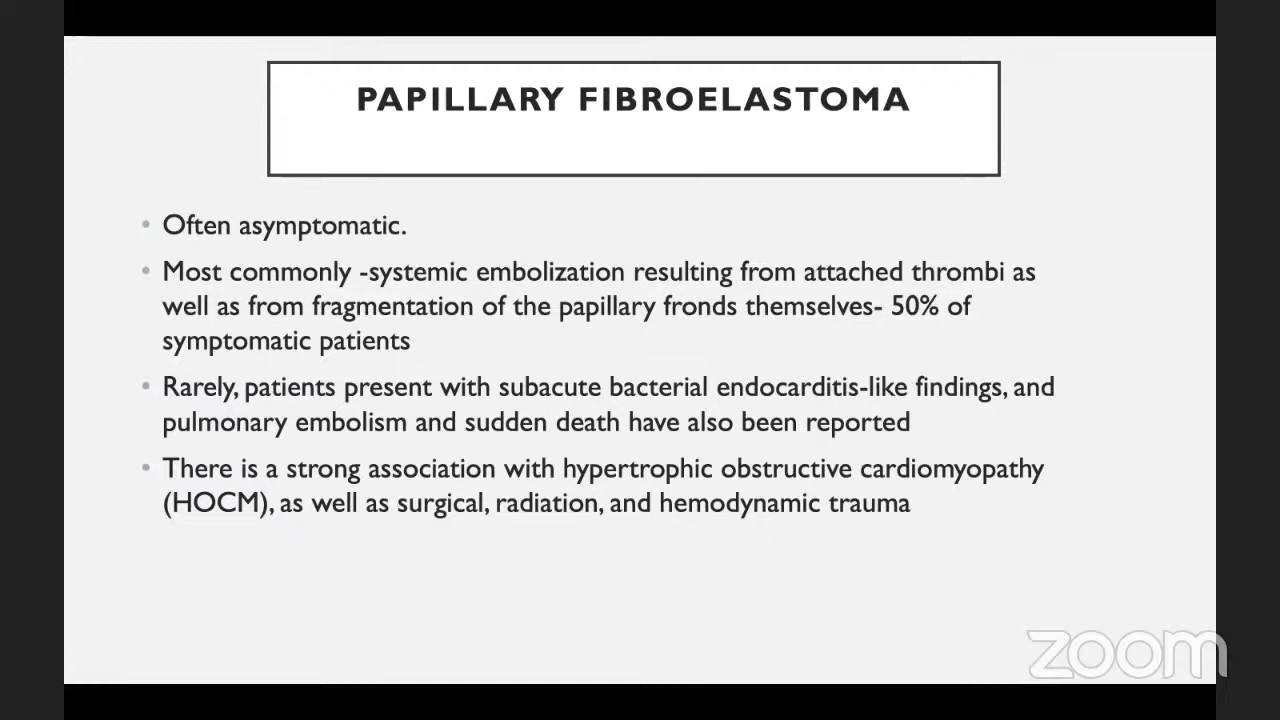 PAPILLARY FIBROELASTOMA
• Often asymptomatic.
• Most commonly -systemic embolization resulting from attached thrombi as
well as from fragmentation of the papillary fronds themselves- 50% of
symptomatic patients
• Rarely, patients present with subacute bacterial endocarditis-like findings, and
pulmonary embolism and sudden death have also been reported
• There is a strong association with hypertrophic obstructive cardiomyopathy
(HOCM), as well as surgical, radiation, and hemodynamic trauma
zoom